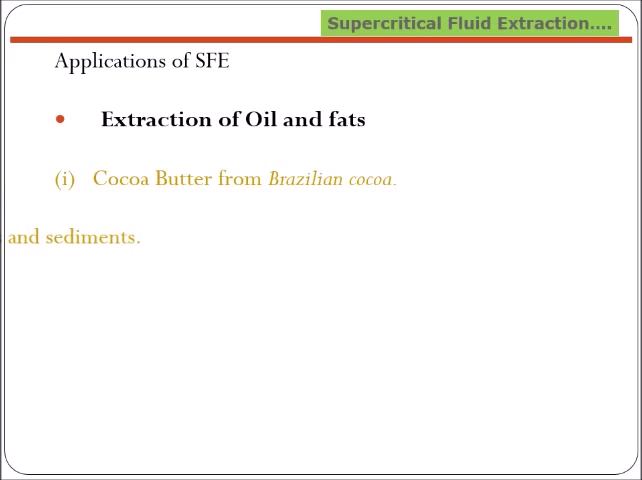 Supercritical Fluid Extraction....
Applications of SFE
• Extraction of Oil and fats
(i) Cocoa Butter from Brazilian cocoa.
and sediments.